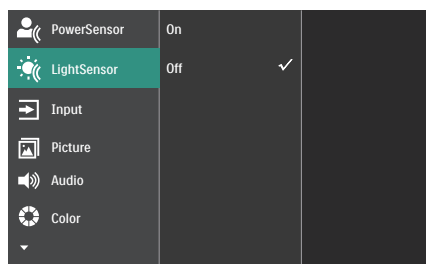 PowerSensor
On
LightSensor
Off
Input
Picture
Audio
Color